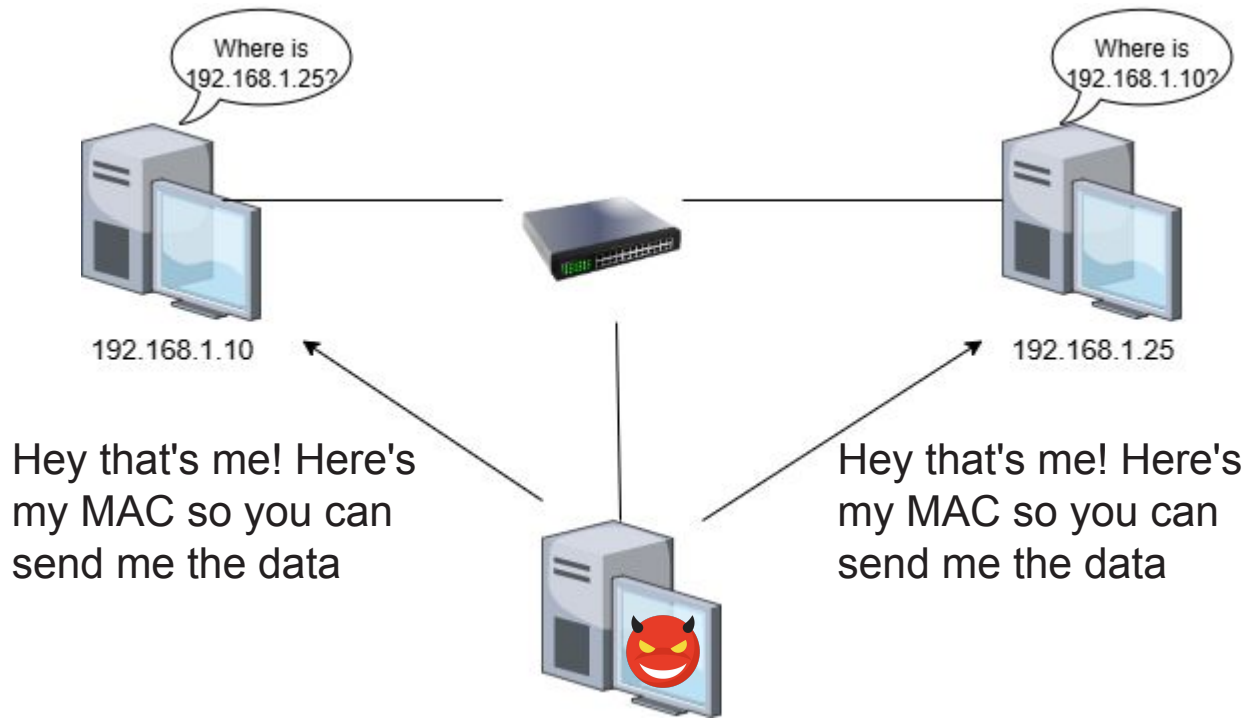 Where is
192.168.1.25?
Where is
192.168.1.10?
192.168.1.10
192.168.1.25
Hey that's me! Here's
my MAC so you can
send me the data
Hey that's me! Here's
my MAC so you can
send me the data